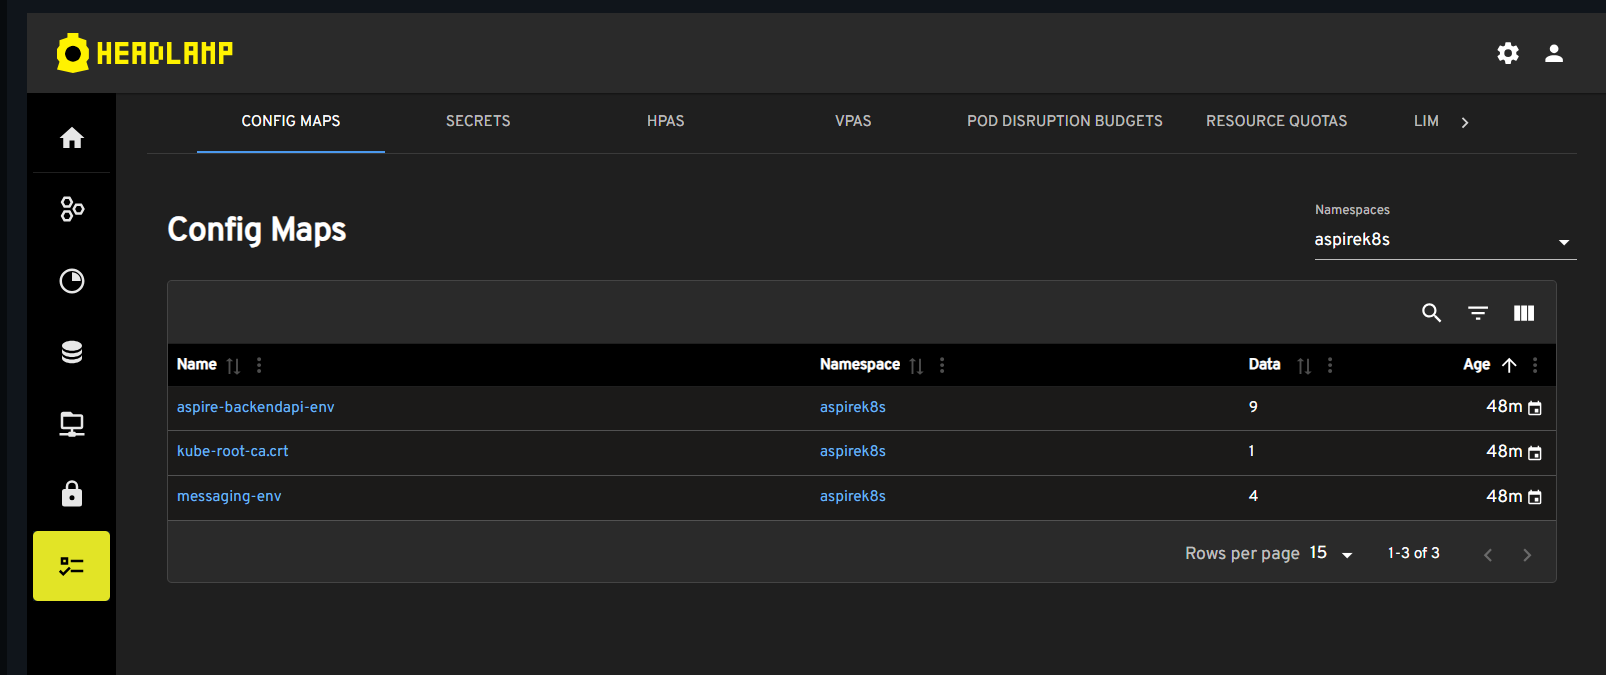 HEADLAMP
CONFIG MAPS SECRETS HPAS VPAS POD DISRUPTION BUDGETS RESOURCE QUOTAS LIM
Config Maps
Namespaces
aspirek8s
Name Namespace Data Age
aspire-backendapi-env aspirek8s 9 48m
kube-root-ca.crt aspirek8s 1 48m
messaging-env aspirek8s 4 48m
Rows per page 15 1-3 of 3